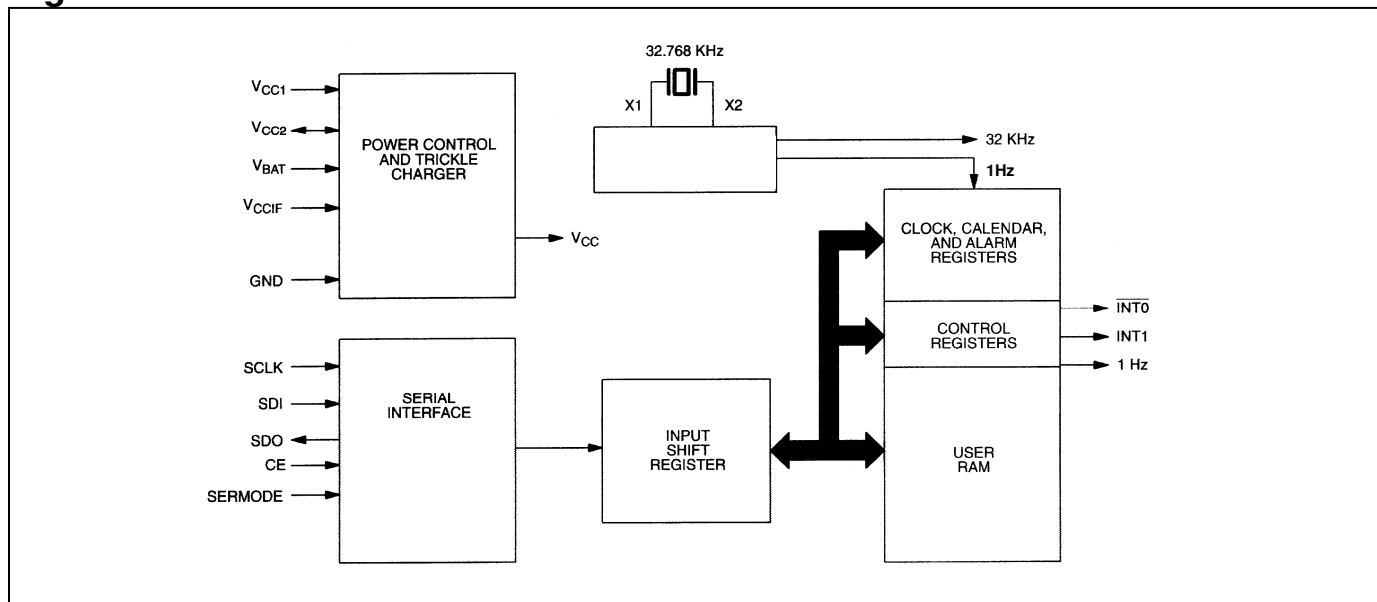 32.768 KHz
X1
X2
32 KHz
1Hz
VCC1
VCC2
VBAT
VCCIF
GND
POWER CONTROL
AND TRICKLE
CHARGER
VCC
CLOCK, CALENDAR,
AND ALARM
REGISTERS
CONTROL
REGISTERS
INT0
INT1
1 Hz
SCLK
SDI
SDO
CE
SERMODE
SERIAL
INTERFACE
INPUT
SHIFT
REGISTER
USER
RAM